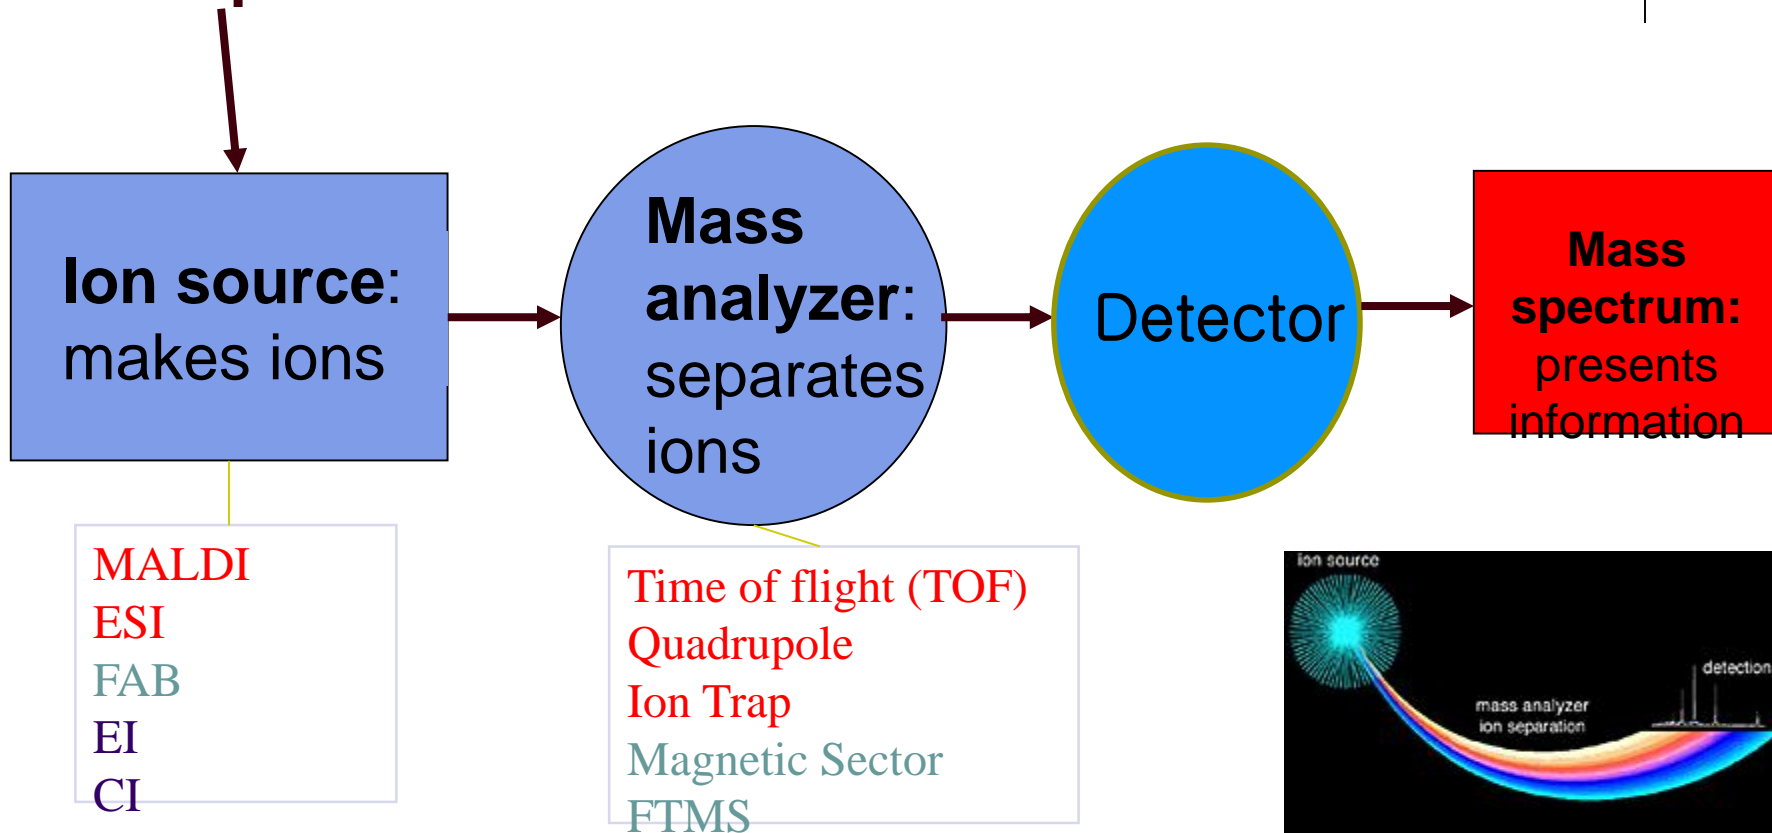 Ion source:
makes ions
Mass
analyzer:
separates
ions
Detector
Mass
spectrum:
presents
information
MALDI
ESI
FAB
EI
CI
Time of flight (TOF)
Quadrupole
Ion Trap
Magnetic Sector
FTMS
ion source
mass analyzer
ion separation
detection